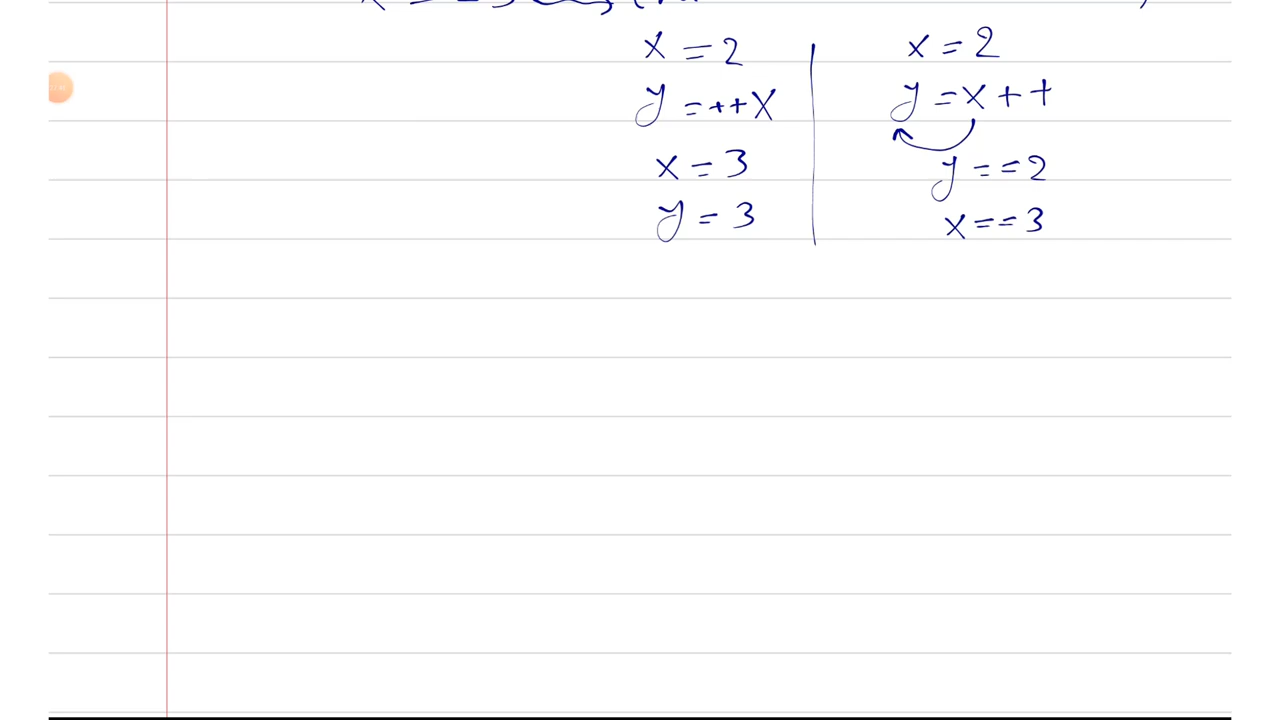 x = 2
y = ++x
x = 3
y = 3
x = 2
y = x++
y == 2
x == 3